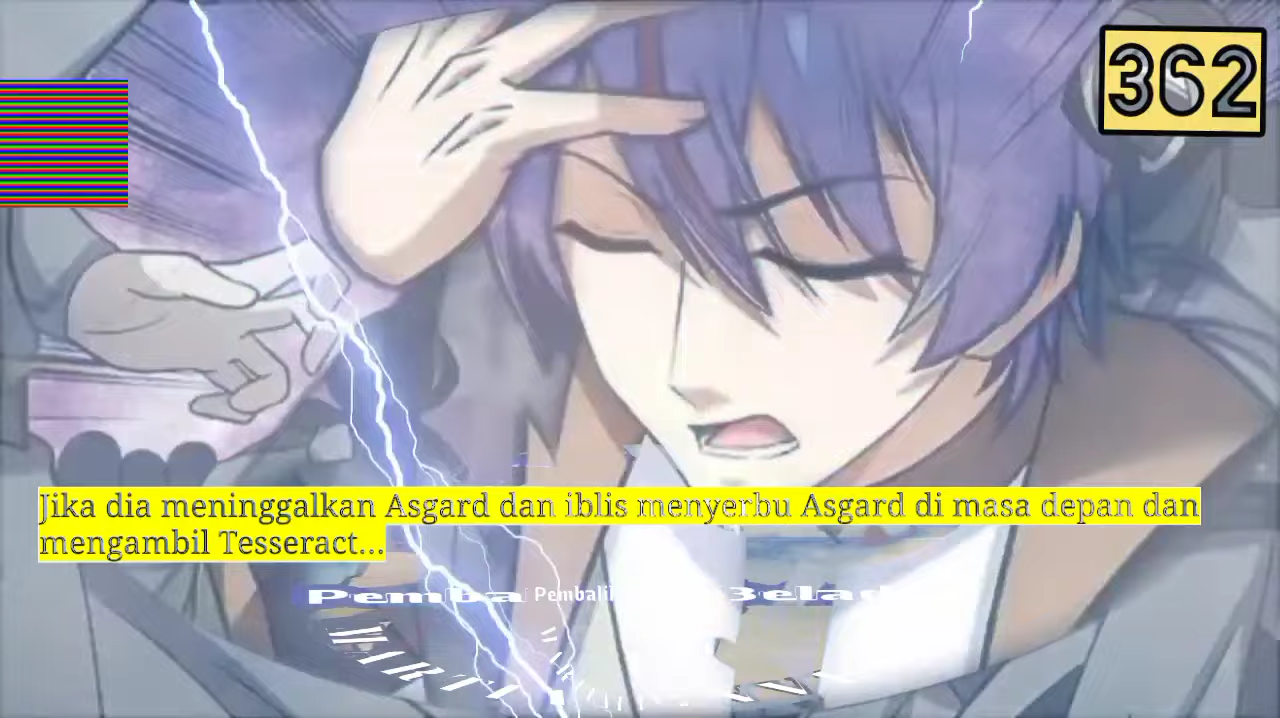 362
Jika dia meninggalkan Asgard dan iblis menyerbu Asgard di masa depan dan
mengambil Tesseract...